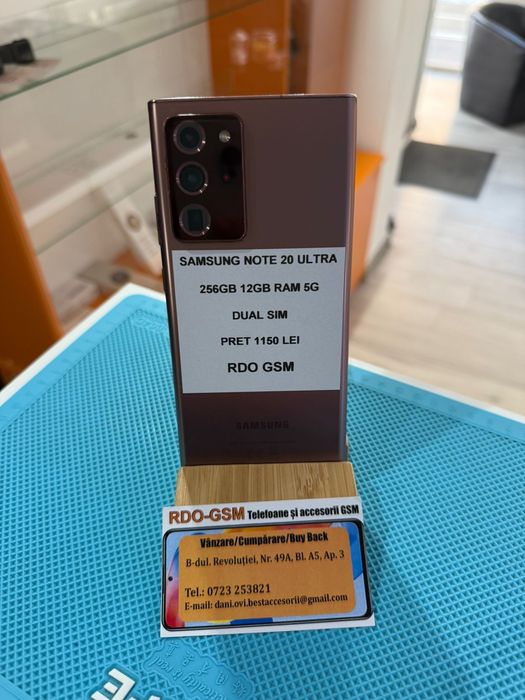 SAMSUNG NOTE 20 ULTRA
256GB 12GB RAM 5G
DUAL SIM
PRET 1150 LEI
RDO GSM
SAMSUNG
RDO-GSM Telefoane și accesorii GSM
Vânzare/Cumpărare/Buy Back
B-dul. Revoluției, Nr. 49A, Bl. A5, Ap. 3
Tel.: 0723 253821
E-mail: dani.ovi.bestaccesorii@gmail.com